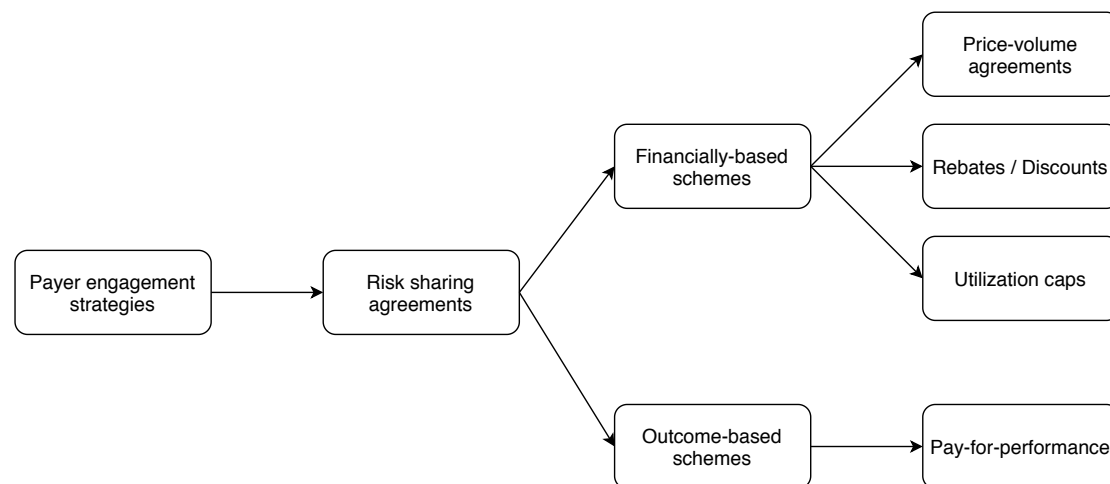 Price-volume
agreements
Financially-based
schemes
Rebates / Discounts
Payer engagement
strategies
Risk sharing
agreements
Utilization caps
Outcome-based
schemes
Pay-for-performance